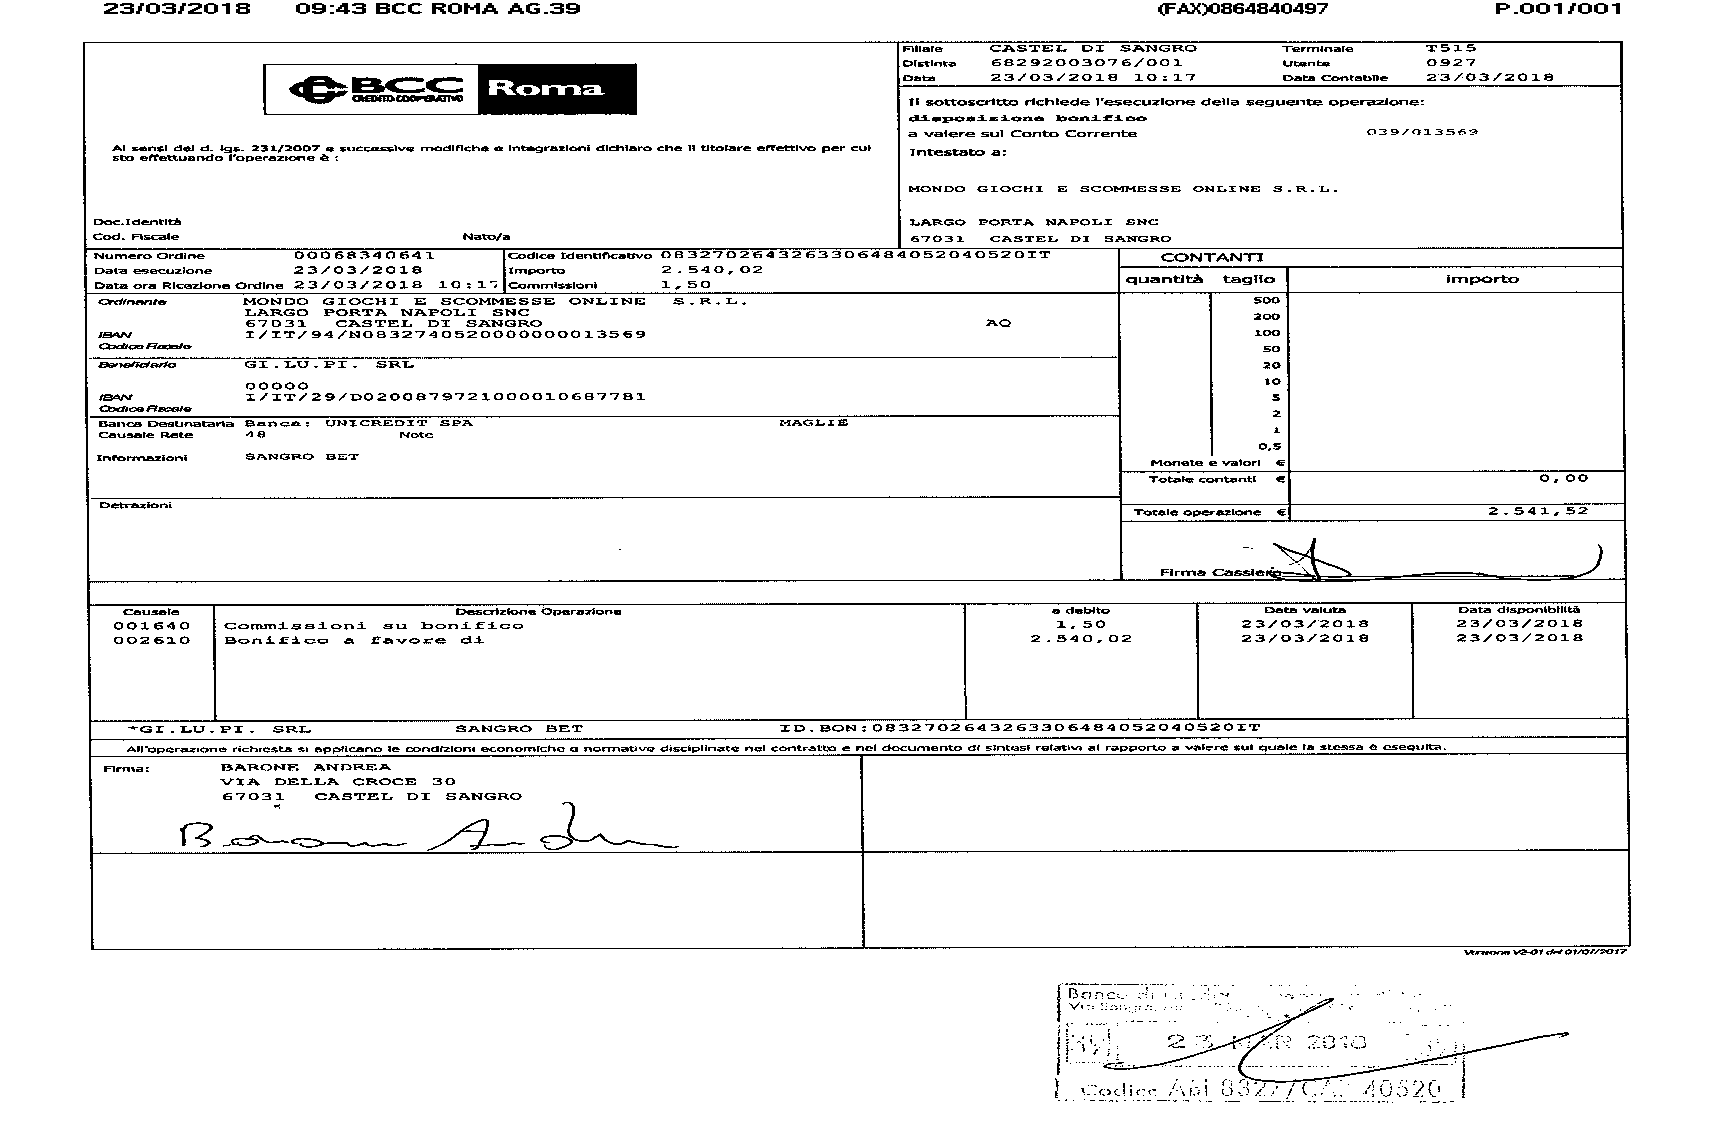 23/03/2018 09:43 BCC ROMA AG.39 (FAX)0864840497 P.001/001
BCC Roma
CREDITO COOPERATIVO
Filiale CASTEL DI SANGRO Terminale T515
Distinta 68292003076/001 Utente 0927
Data 23/03/2018 10:17 Data Contabile 23/03/2018
Ai sensi del d. lgs. 231/2007 e successive modifiche e integrazioni dichiaro che il titolare effettivo per cui
sto effettuando l'operazione è :
Doc.Identità
Cod. Fiscale Nato/a
Il sottoscritto richiede l'esecuzione della seguente operazione:
disposizione bonifico
a valere sul Conto Corrente 039/013569
Intestato a:
MONDO GIOCHI E SCOMMESSE ONLINE S.R.L.
LARGO PORTA NAPOLI SNC
67031 CASTEL DI SANGRO
Numero Ordine 00068340641 Codice Identificativo 0832702643263306484052040520IT
Data esecuzione 23/03/2018 Importo 2.540,02
Data ora Ricezione Ordine 23/03/2018 10:17 Commissioni 1,50
Ordinante MONDO GIOCHI E SCOMMESSE ONLINE S.R.L.
LARGO PORTA NAPOLI SNC
67031 CASTEL DI SANGRO AQ
IBAN I/IT/94/N0832740520000000013569
Codice Fiscale
Beneficiario GI.LU.PI. SRL
00000
IBAN I/IT/29/D0200879721000010687781
Codice Fiscale
Banca Destinataria Banca: UNICREDIT SPA MAGLIE
Causale Rete 48 Note
Informazioni SANGRO BET
Detrazioni
CONTANTI
quantità taglio importo
500
200
100
50
20
10
5
2
1
0,5
Monete e valori €
Totale contanti € 0,00
Totale operazione € 2.541,52
Firma Cassiere
Causale Descrizione Operazione a debito Data valuta Data disponibilità
001640 Commissioni su bonifico 1,50 23/03/2018 23/03/2018
002610 Bonifico a favore di 2.540,02 23/03/2018 23/03/2018
*GI.LU.PI. SRL SANGRO BET ID.BON:0832702643263306484052040520IT
All'operazione richiesta si applicano le condizioni economiche e normative disciplinate nel contratto e nel documento di sintesi relativi al rapporto a valere sul quale la stessa è eseguita.
Firma: BARONE ANDREA
VIA DELLA CROCE 30
67031 CASTEL DI SANGRO
Barone Andrea
Versione V2-01 del 01/07/2017
Banco di
Via Sangro
23 MAR 2018
Codice ABI 8327/CAP 40520